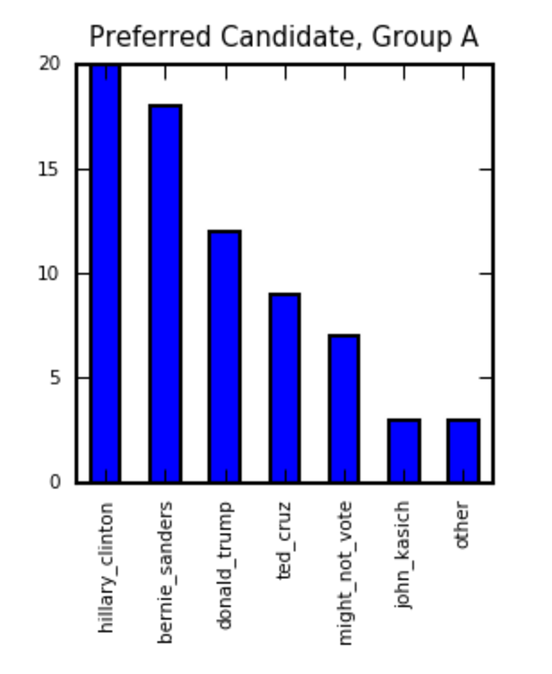 Preferred Candidate, Group A
20
15
10
5
0
hillary_clinton
bernie_sanders
donald_trump
ted_cruz
might_not_vote
john_kasich
other